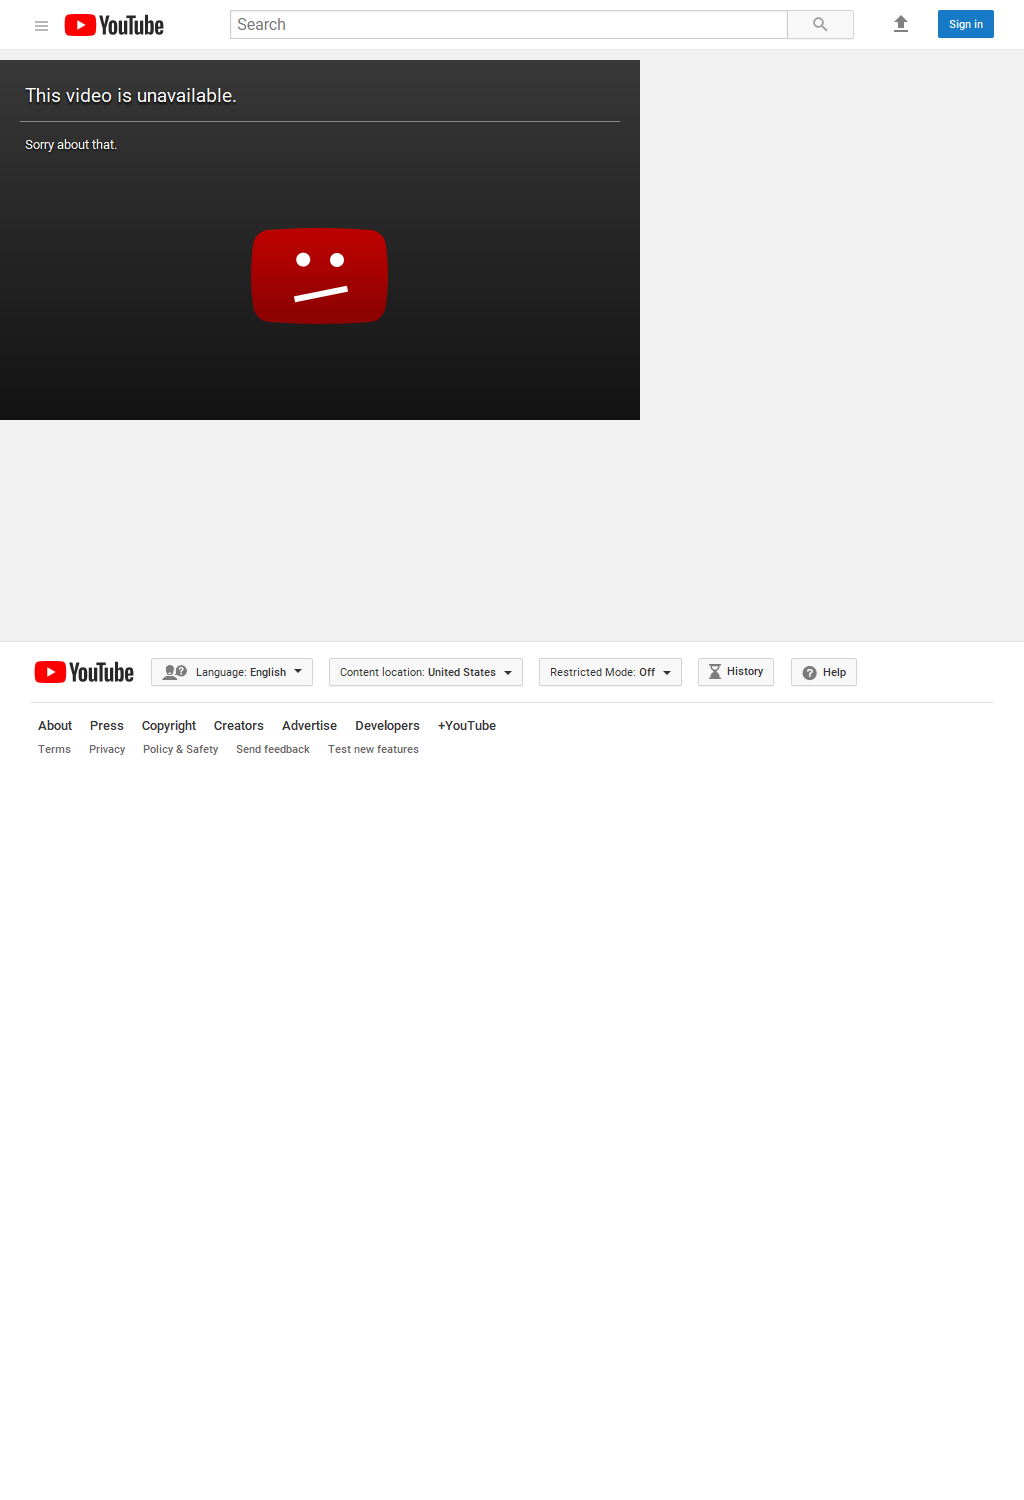 YouTube Search Sign in
This video is unavailable.
Sorry about that.
YouTube Language: English Content location: United States Restricted Mode: Off History Help
About Press Copyright Creators Advertise Developers +YouTube
Terms Privacy Policy & Safety Send feedback Test new features